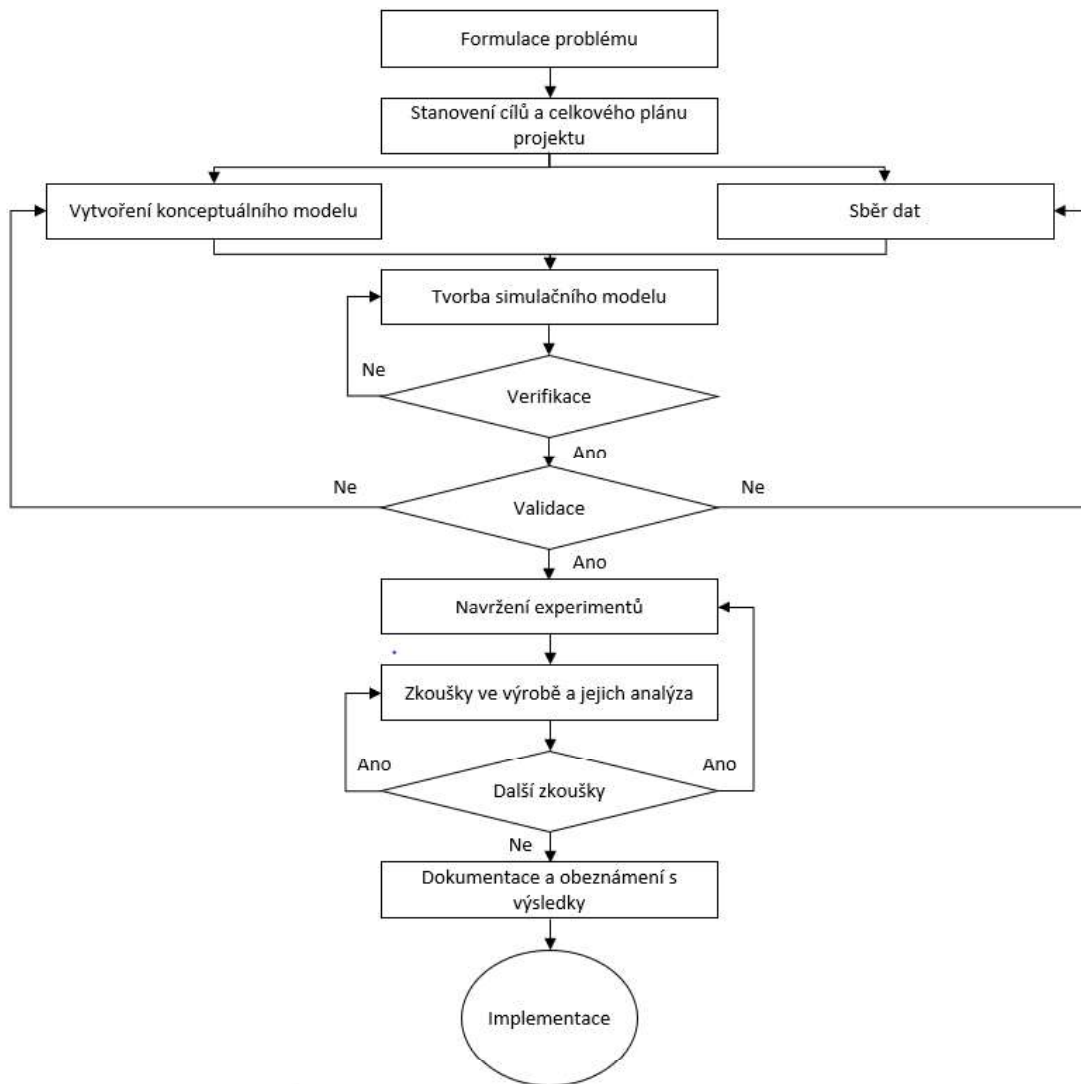 Formulace problému
Stanovení cílů a celkového plánu
projektu
Vytvoření konceptuálního modelu
Sběr dat
Tvorba simulačního modelu
Ne
Verifikace
Ano
Ne
Validace
Ne
Ano
Navržení experimentů
Zkoušky ve výrobě a jejich analýza
Ano
Ano
Další zkoušky
Ne
Dokumentace a obeznámení s
výsledky
Implementace